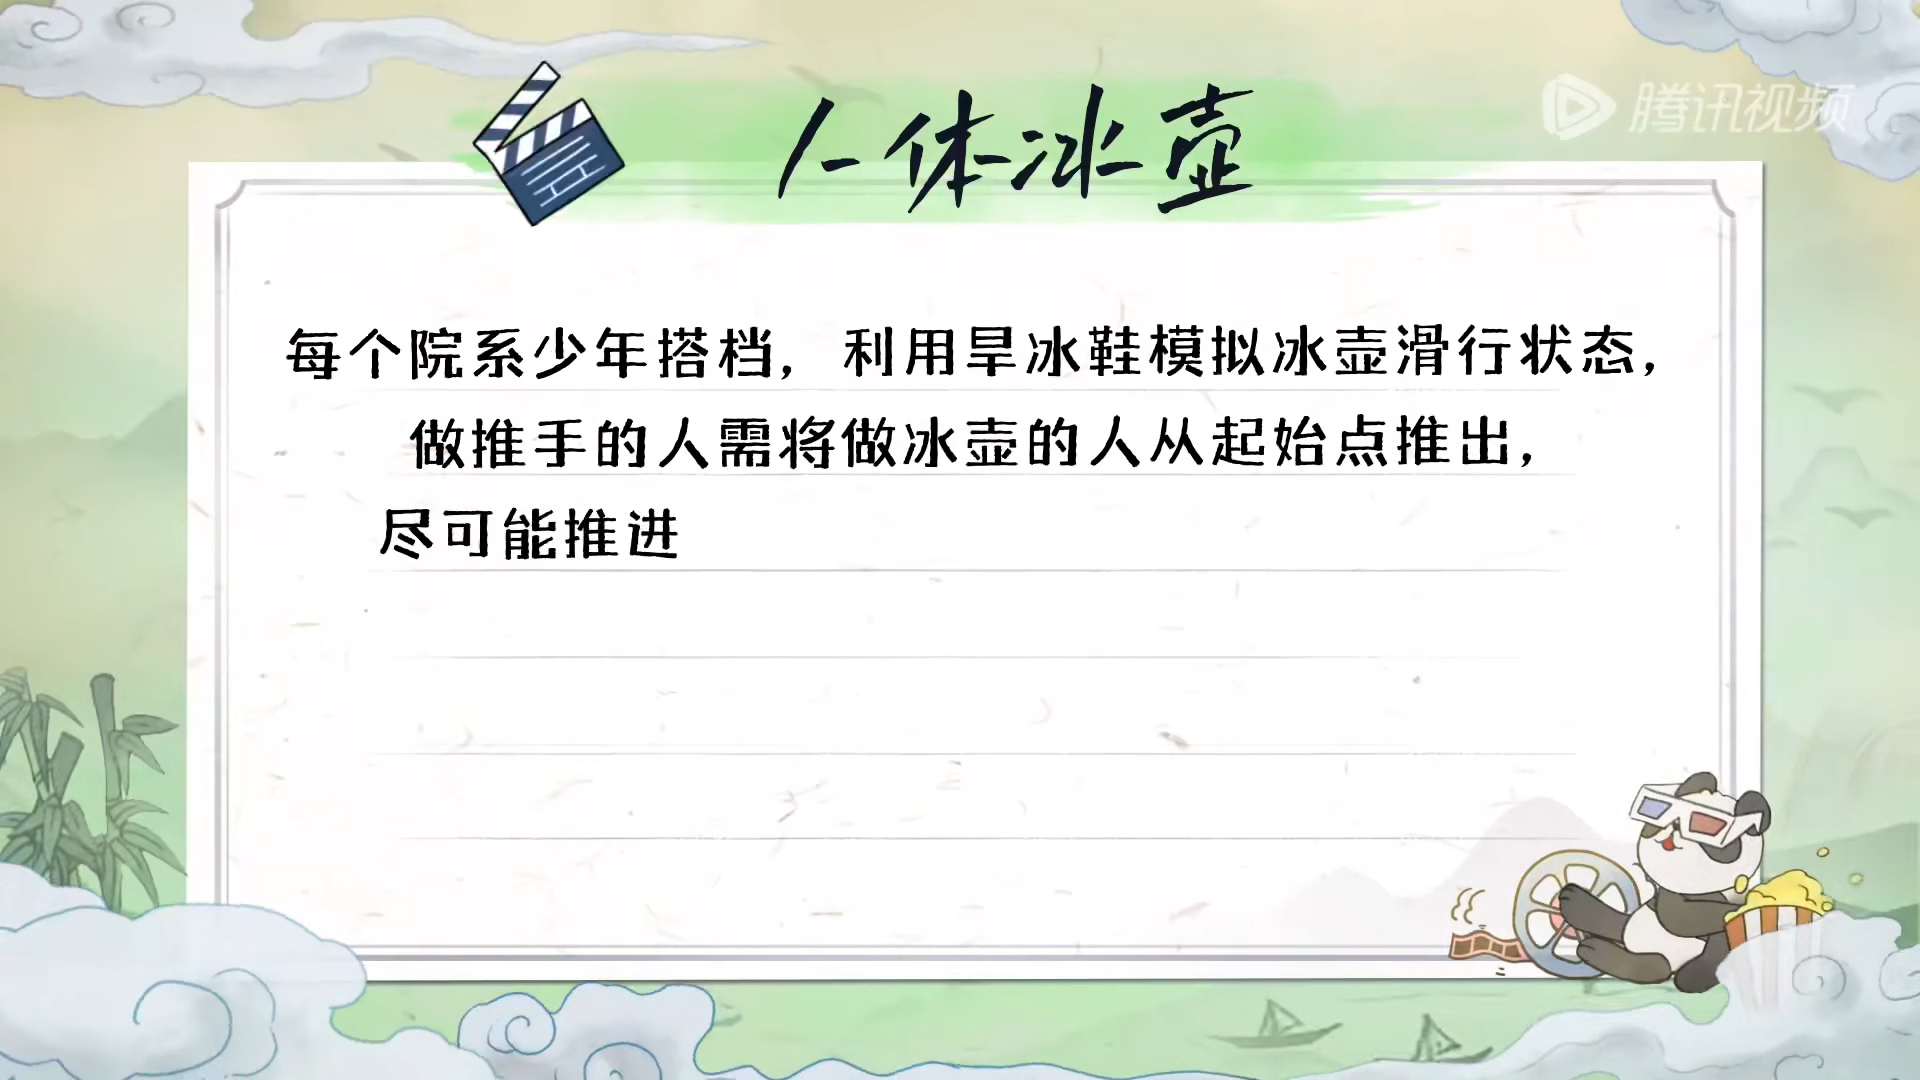 腾讯视频
人体冰壶
每个院系少年搭档，利用旱冰鞋模拟冰壶滑行状态，
做推手的人需将做冰壶的人从起始点推出，
尽可能推进